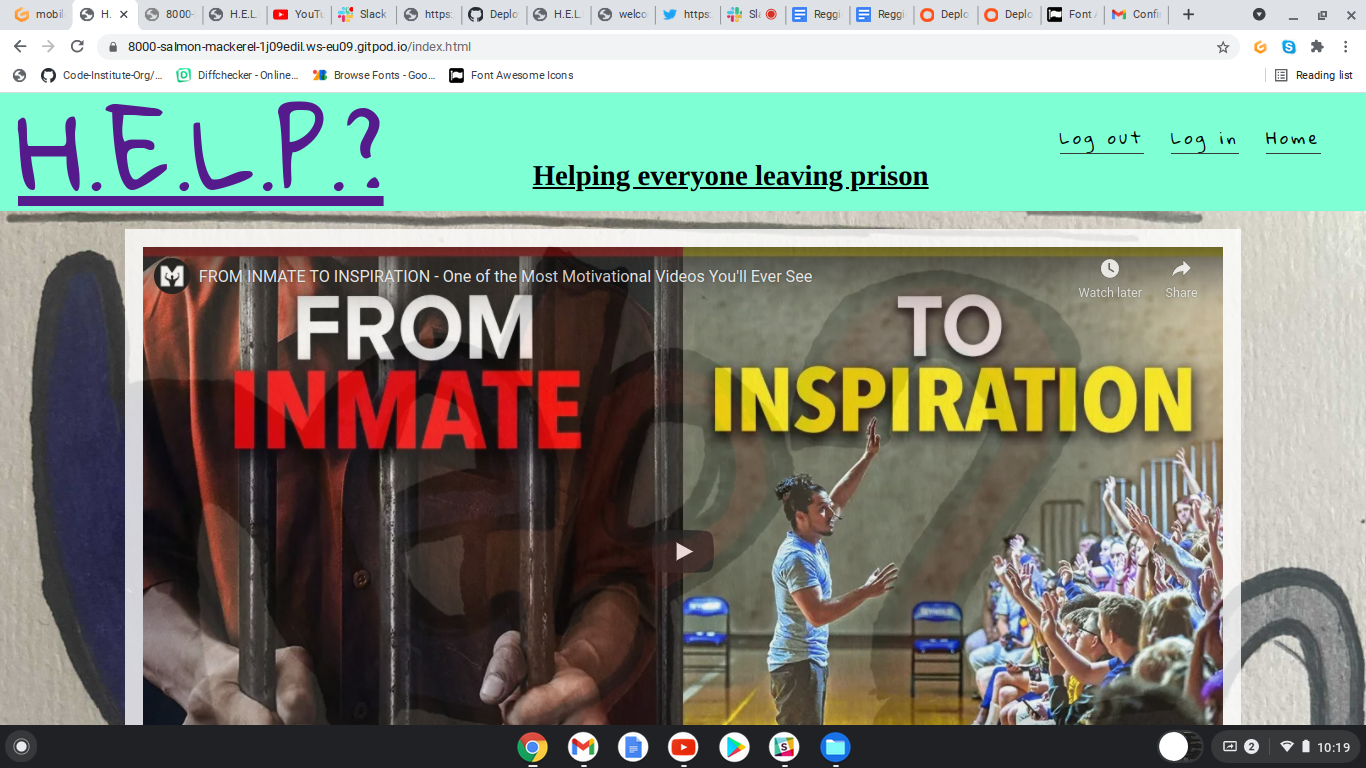 H. 8000- H.E.L. YouTu Slack https: Deplo H.E.L. welco https: Sl Reggi Reggi Deplo Deplo Font Confi
8000-salmon-mackerel-1j09edil.ws-eu09.gitpod.io/index.html
Code-Institute-Org/... Diffchecker - Online... Browse Fonts - Goo... Font Awesome Icons Reading list
H.E.L.P.?
Helping everyone leaving prison
Log out Log in Home
FROM INMATE TO INSPIRATION - One of the Most Motivational Videos You'll Ever See
Watch later Share
FROM
INMATE
TO
INSPIRATION
2 10:19